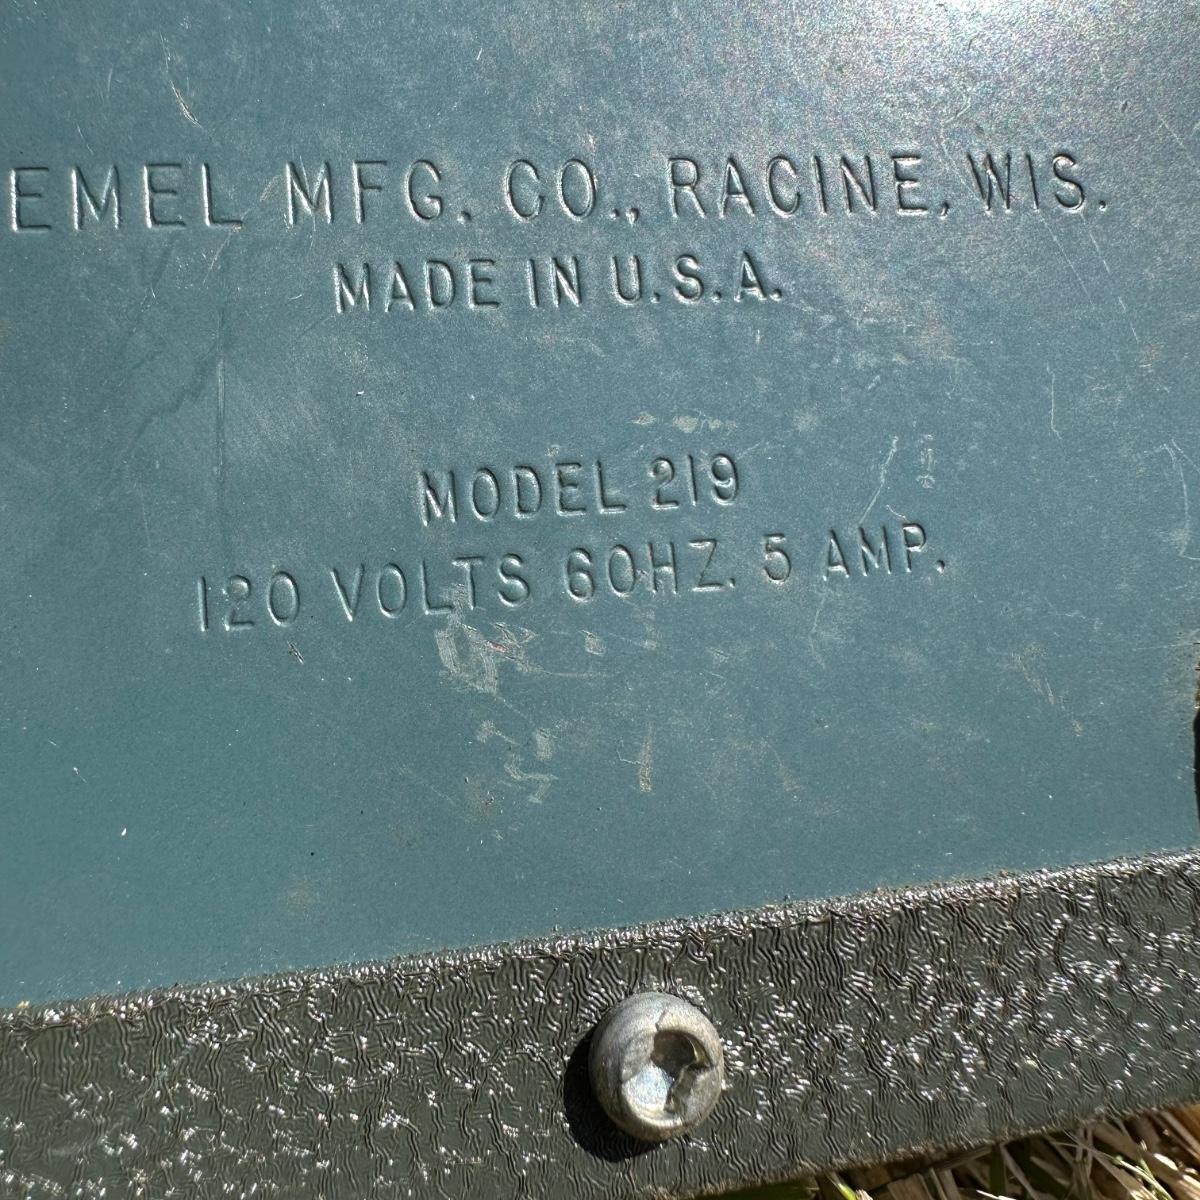 EMEL MFG. CO., RACINE, WIS.
MADE IN U.S.A.
MODEL 219
120 VOLTS 60HZ. 5 AMP.